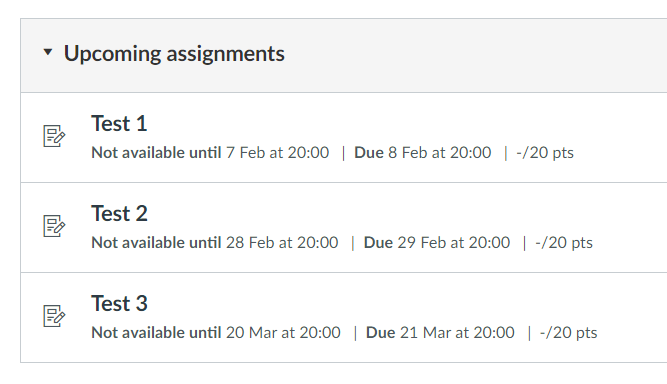 Upcoming assignments
Test 1
Not available until 7 Feb at 20:00 | Due 8 Feb at 20:00 | -/20 pts
Test 2
Not available until 28 Feb at 20:00 | Due 29 Feb at 20:00 | -/20 pts
Test 3
Not available until 20 Mar at 20:00 | Due 21 Mar at 20:00 | -/20 pts